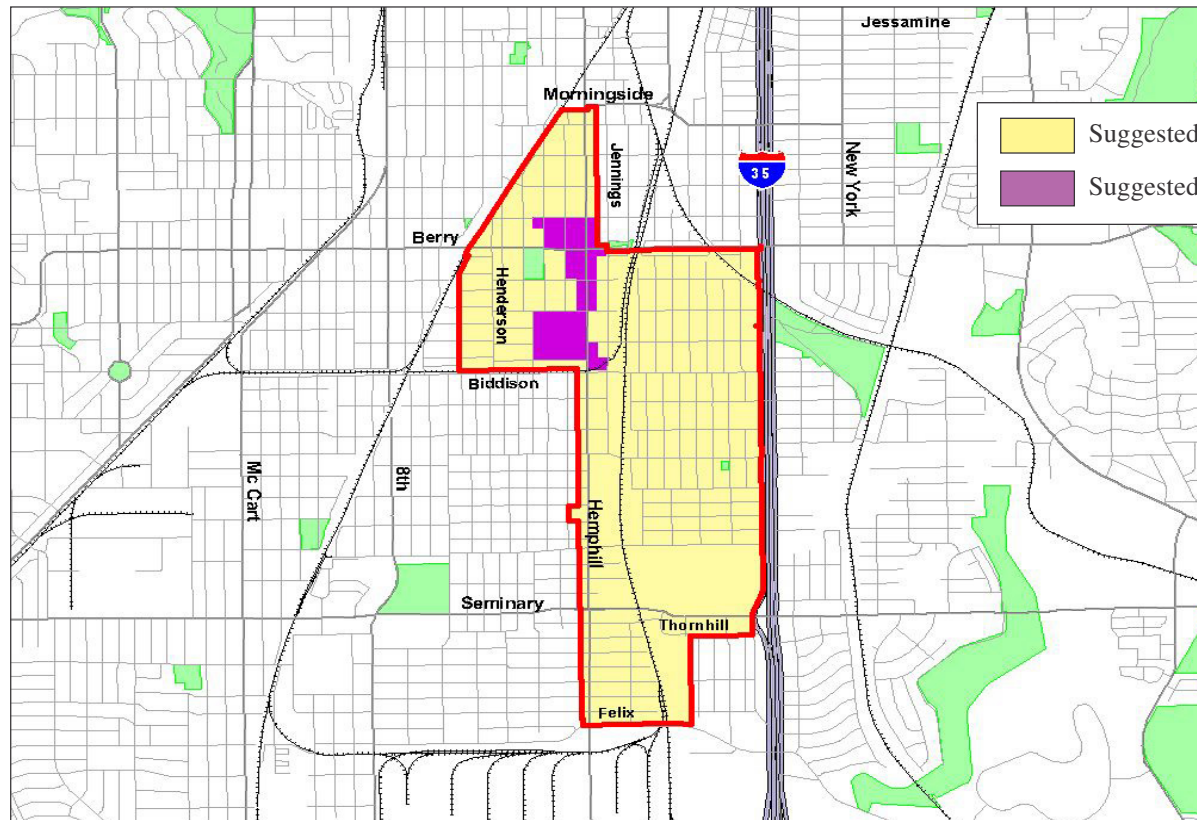 Jessamine
Morningside
Suggested
Jennings
New York
35
Suggested
Berry
Henderson
Biddison
Mc Cart
8th
Hemphill
Seminary
Thornhill
Felix